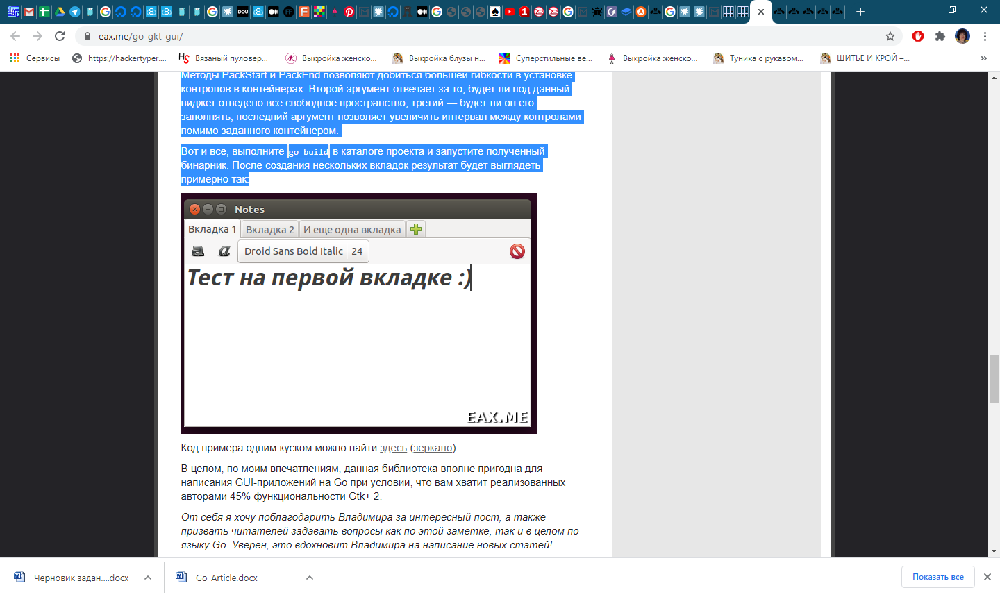 eax.me/go-gkt-gui/
Сервисы
https://hackertyper....
Вязаный пуловер...
Выкройка женско...
Выкройка блузы н...
Суперстильные ве...
Выкройка женско...
Туника с рукавом...
ШИТЬЕ И КРОЙ –...
»
Методы PackStart и PackEnd позволяют добиться большей гибкости в установке
контролов в контейнерах. Второй аргумент отвечает за то, будет ли под данный
виджет отведено все свободное пространство, третий — будет ли он его
заполнять, последний аргумент позволяет увеличить интервал между контролами
помимо заданного контейнером.
Вот и все, выполните go build в каталоге проекта и запустите полученный
бинарник. После создания нескольких вкладок результат будет выглядеть
примерно так:
Notes
Вкладка 1 Вкладка 2 И еще одна вкладка
a a Droid Sans Bold Italic 24
Тест на первой вкладке :)
EAX.ME
Код примера одним куском можно найти здесь (зеркало).
В целом, по моим впечатлениям, данная библиотека вполне пригодна для
написания GUI-приложений на Go при условии, что вам хватит реализованных
авторами 45% функциональности Gtk+ 2.
От себя я хочу поблагодарить Владимира за интересный пост, а также
призвать читателей задавать вопросы как по этой заметке, так и в целом по
языку Go. Уверен, это вдохновит Владимира на написание новых статей!
Черновик задан....docx
Go_Article.docx
Показать все